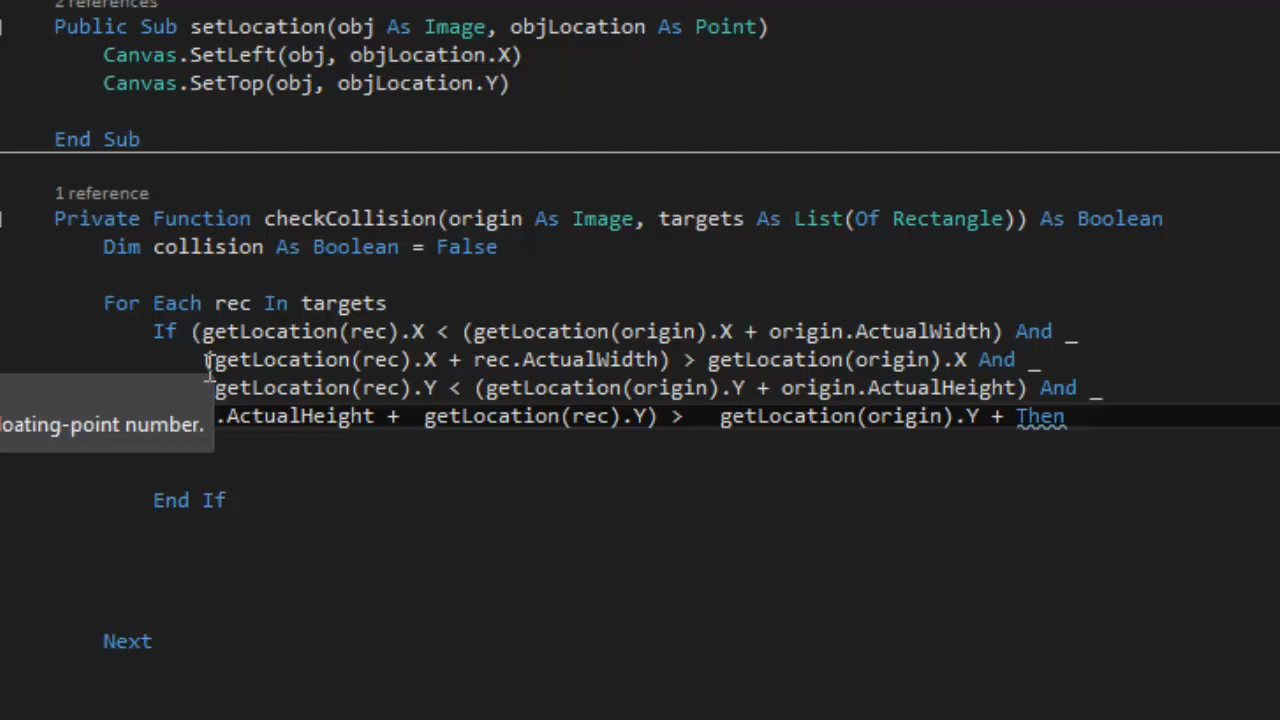 2 references
Public Sub setLocation(obj As Image, objLocation As Point)
Canvas.SetLeft(obj, objLocation.X)
Canvas.SetTop(obj, objLocation.Y)
End Sub
1 reference
Private Function checkCollision(origin As Image, targets As List(Of Rectangle)) As Boolean
Dim collision As Boolean = False
For Each rec In targets
If (getLocation(rec).X < (getLocation(origin).X + origin.ActualWidth) And _
(getLocation(rec).X + rec.ActualWidth) > getLocation(origin).X And _
getLocation(rec).Y < (getLocation(origin).Y + origin.ActualHeight) And _
.ActualHeight +  getLocation(rec).Y) >   getLocation(origin).Y + Then
loating-point number.
End If
Next